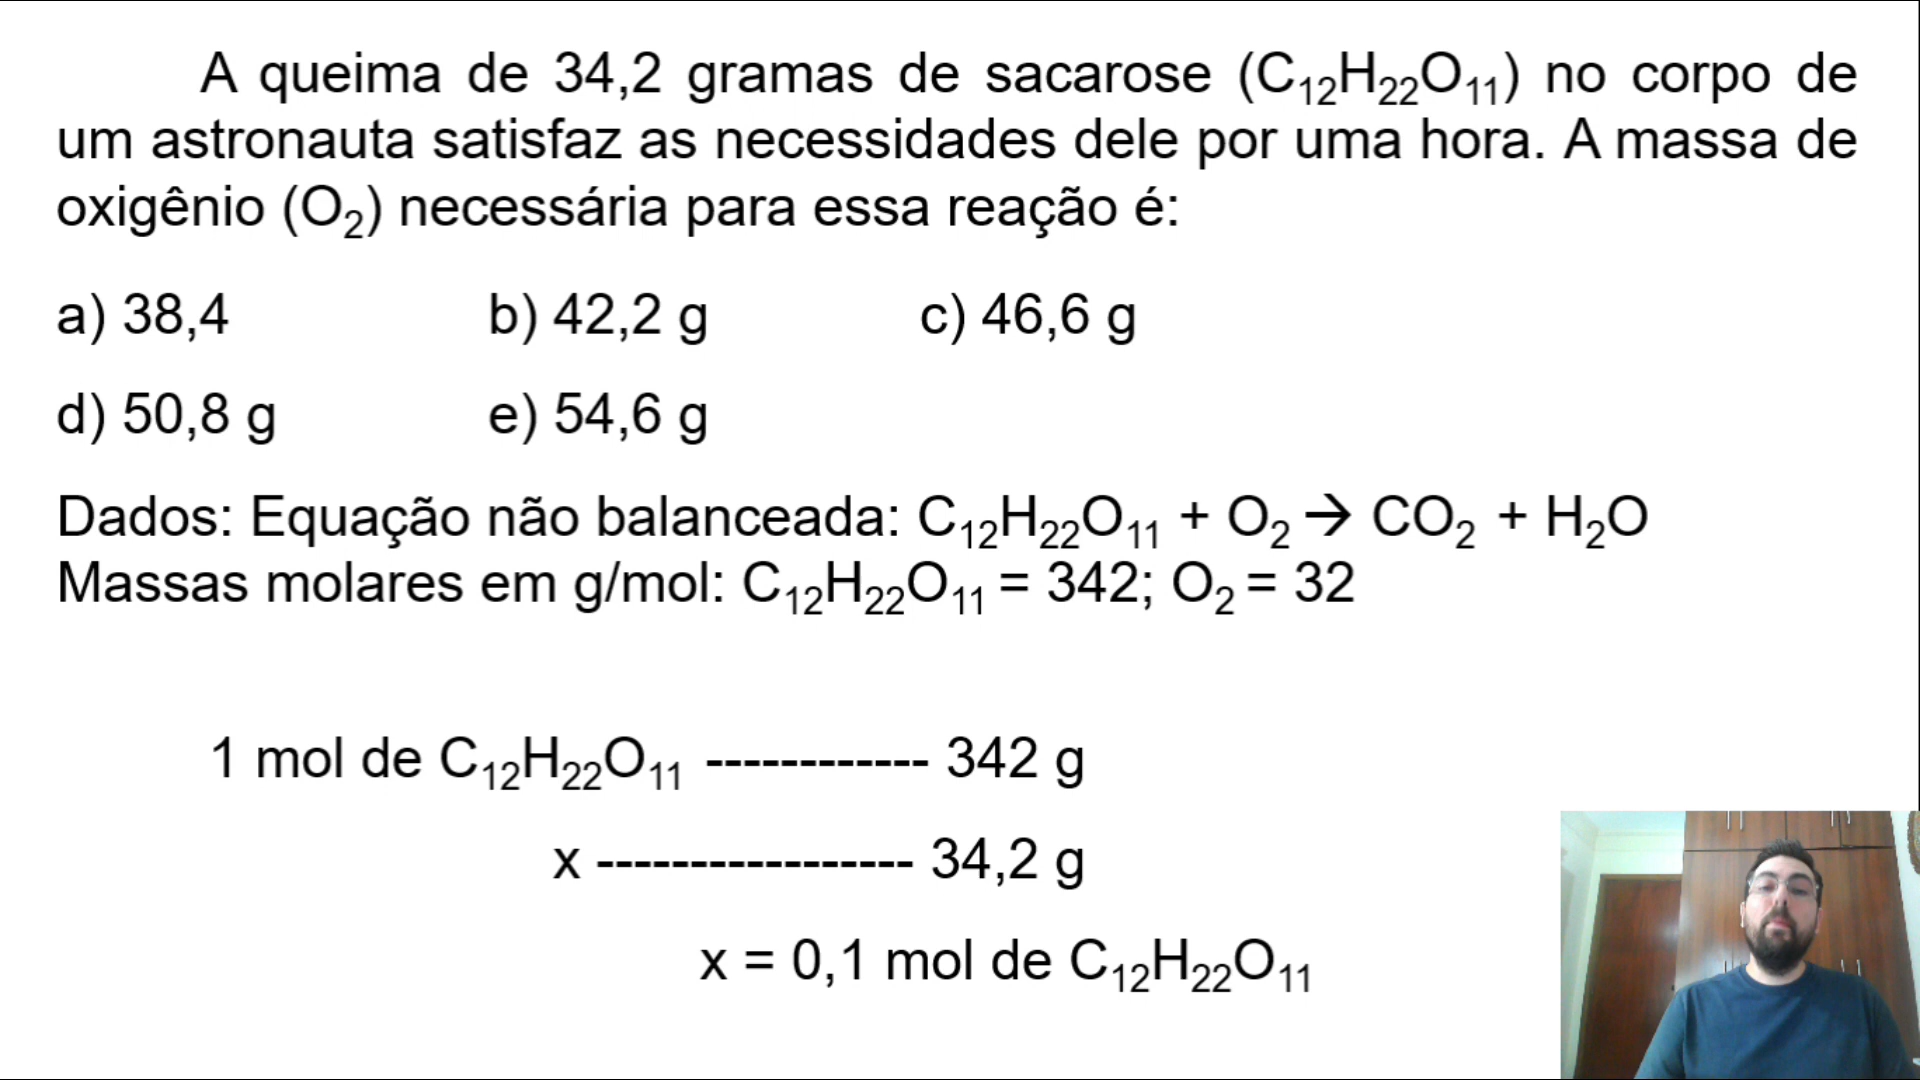 A queima de 34,2 gramas de sacarose (C₁₂H₂₂O₁₁) no corpo de
um astronauta satisfaz as necessidades dele por uma hora. A massa de
oxigênio (O₂) necessária para essa reação é:
a) 38,4 b) 42,2 g c) 46,6 g
d) 50,8 g e) 54,6 g
Dados: Equação não balanceada: C₁₂H₂₂O₁₁ + O₂ → CO₂ + H₂O
Massas molares em g/mol: C₁₂H₂₂O₁₁ = 342; O₂ = 32
1 mol de C₁₂H₂₂O₁₁ ------------ 342 g
x ----------------- 34,2 g
x = 0,1 mol de C₁₂H₂₂O₁₁